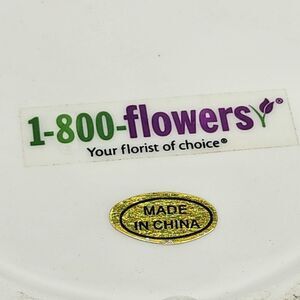 1-800-flowers®
Your florist of choice®
MADE
IN CHINA